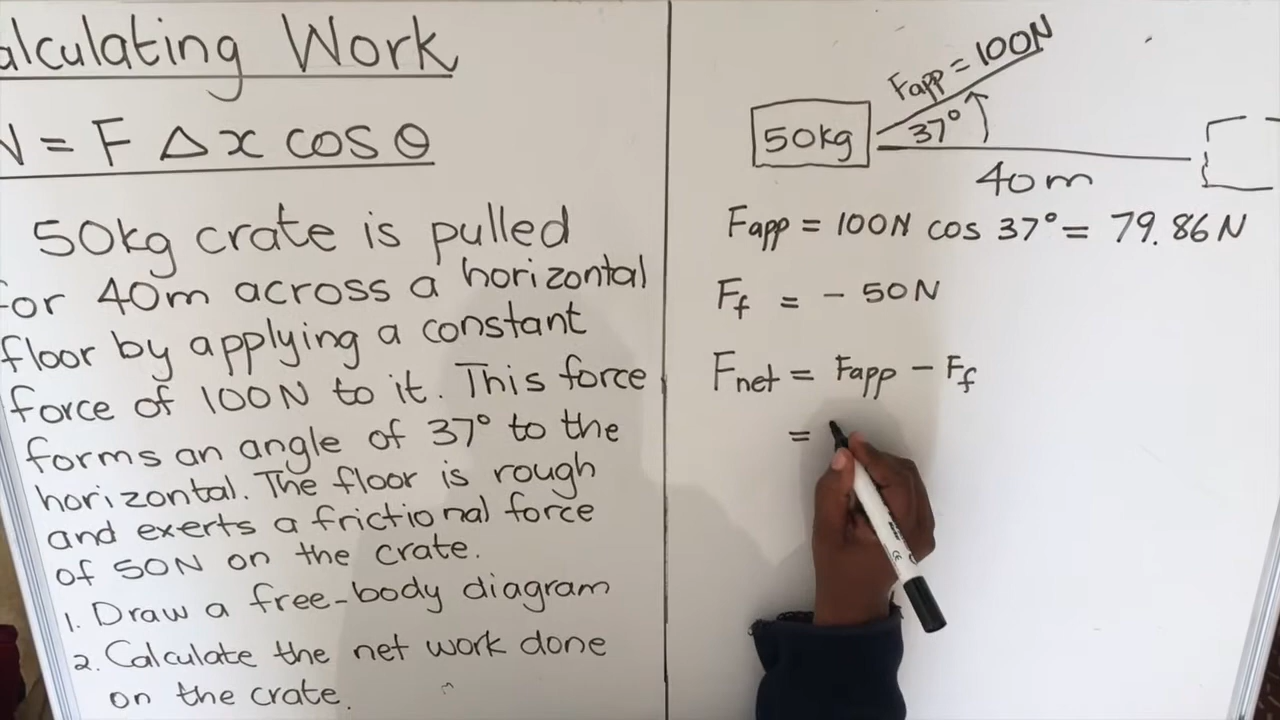 alculating Work
W = F Δx cos θ
50kg crate is pulled
for 40m across a horizontal
floor by applying a constant
force of 100N to it. This force
forms an angle of 37° to the
horizontal. The floor is rough
and exerts a frictional force
of 50N on the crate.
1. Draw a free-body diagram
2. Calculate the net work done
on the crate.
Fapp = 100N
50kg
37°
40m
Fapp = 100N cos 37° = 79.86 N
Ff = - 50N
Fnet = Fapp - Ff
=